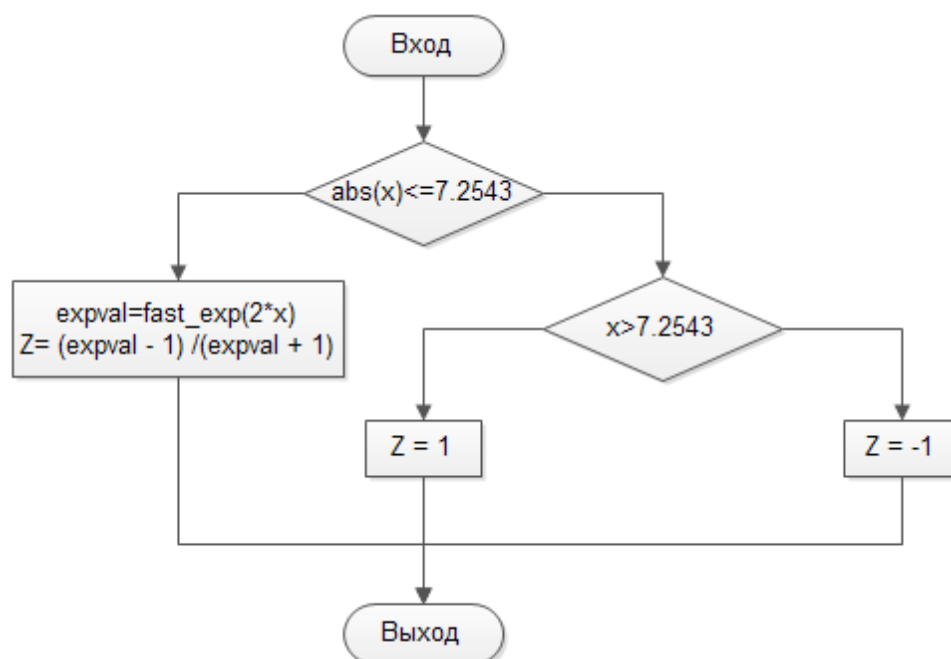 Вход
abs(x)<=7.2543
expval=fast_exp(2*x)
Z= (expval - 1) /(expval + 1)
x>7.2543
Z = 1
Z = -1
Выход